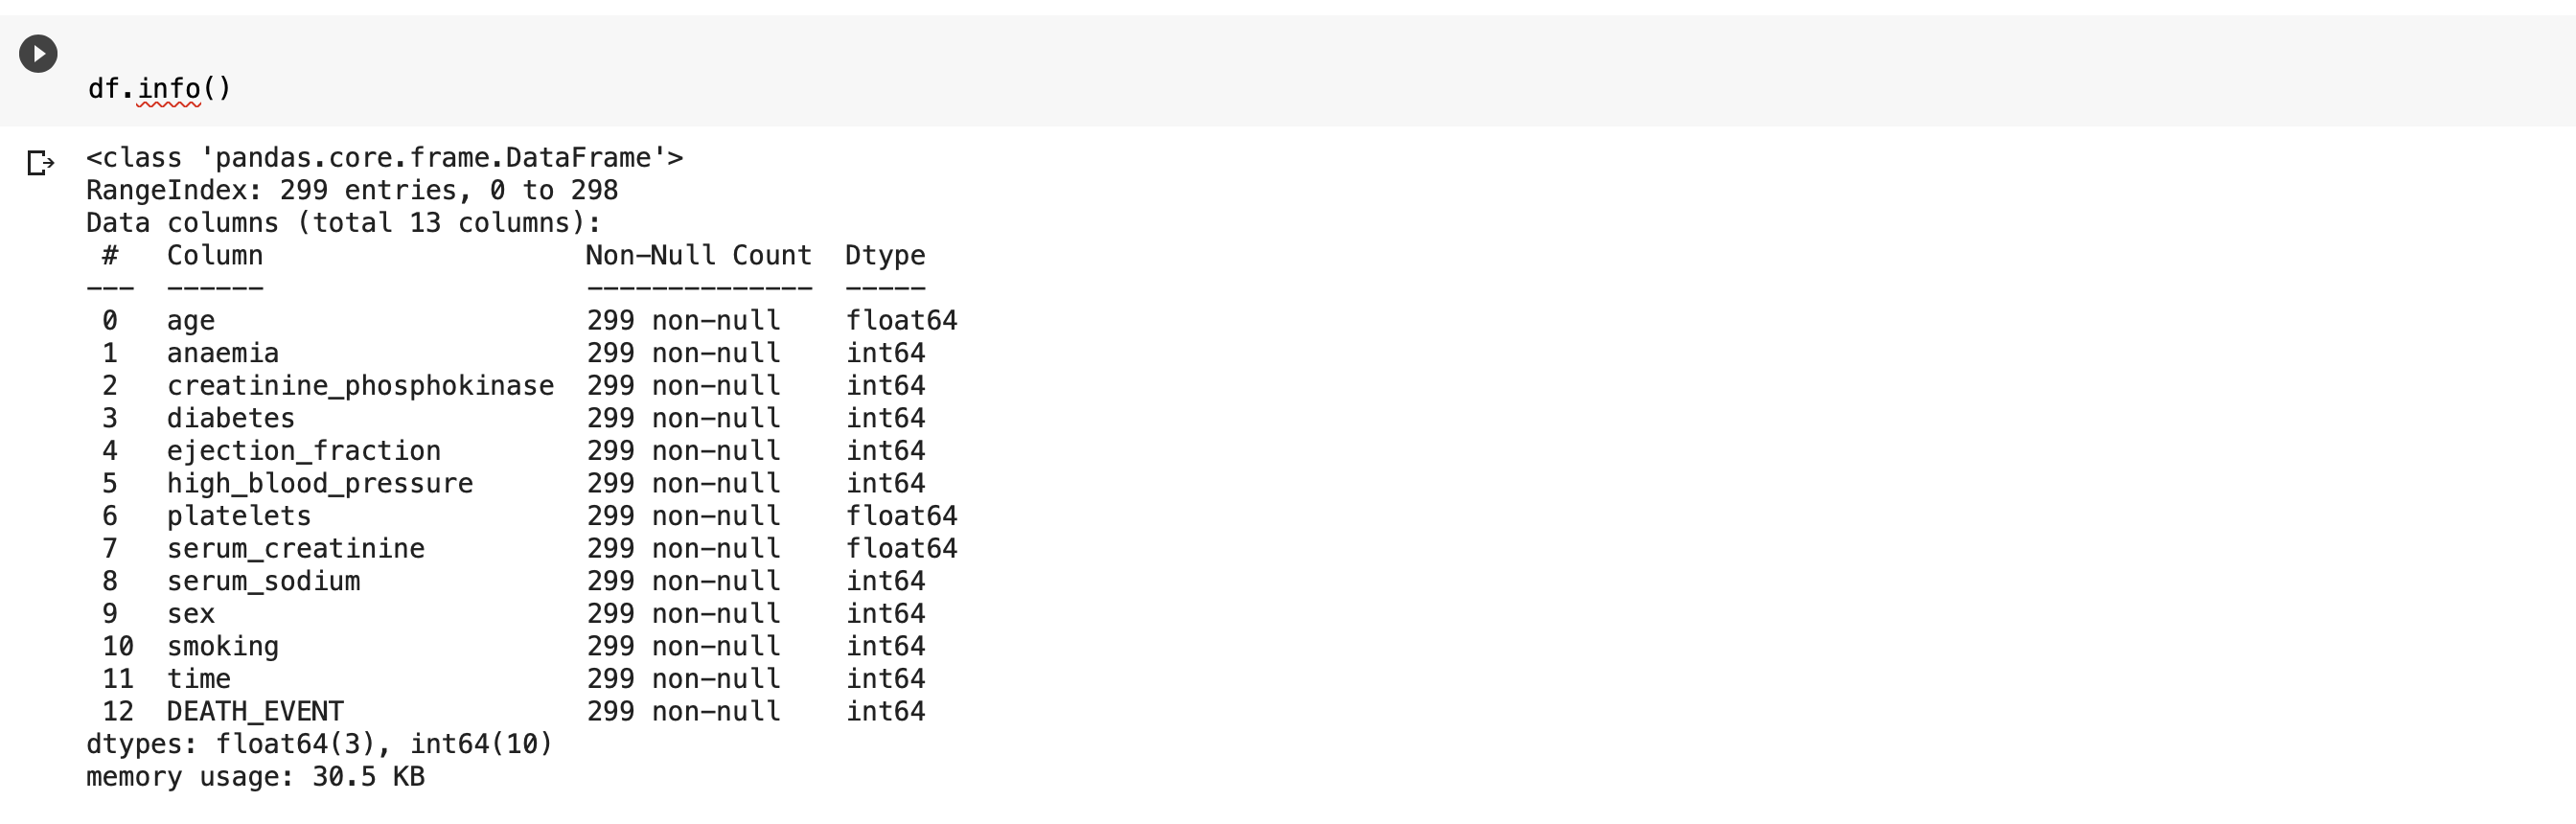 df.info()
<class 'pandas.core.frame.DataFrame'>
RangeIndex: 299 entries, 0 to 298
Data columns (total 13 columns):
 #   Column                    Non-Null Count  Dtype
---  ------                    --------------  -----
 0   age                       299 non-null    float64
 1   anaemia                   299 non-null    int64
 2   creatinine_phosphokinase  299 non-null    int64
 3   diabetes                  299 non-null    int64
 4   ejection_fraction         299 non-null    int64
 5   high_blood_pressure       299 non-null    int64
 6   platelets                 299 non-null    float64
 7   serum_creatinine          299 non-null    float64
 8   serum_sodium              299 non-null    int64
 9   sex                       299 non-null    int64
 10  smoking                   299 non-null    int64
 11  time                      299 non-null    int64
 12  DEATH_EVENT               299 non-null    int64
dtypes: float64(3), int64(10)
memory usage: 30.5 KB